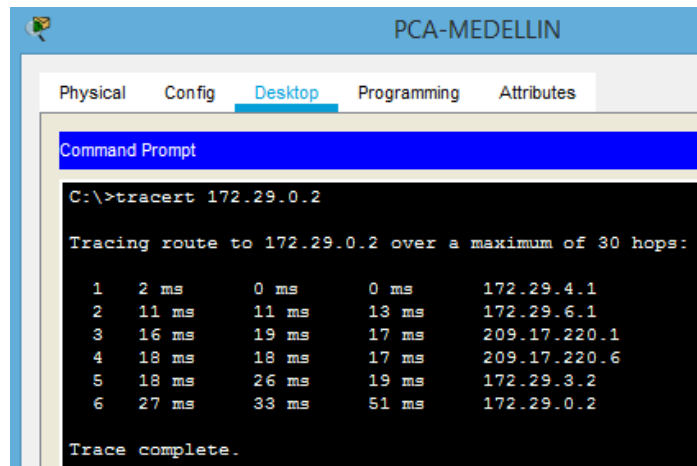 PCA-MEDELLIN
Physical Config Desktop Programming Attributes
Command Prompt
C:\>tracert 172.29.0.2
Tracing route to 172.29.0.2 over a maximum of 30 hops:
1 2 ms 0 ms 0 ms 172.29.4.1
2 11 ms 11 ms 13 ms 172.29.6.1
3 16 ms 19 ms 17 ms 209.17.220.1
4 18 ms 18 ms 17 ms 209.17.220.6
5 18 ms 26 ms 19 ms 172.29.3.2
6 27 ms 33 ms 51 ms 172.29.0.2
Trace complete.